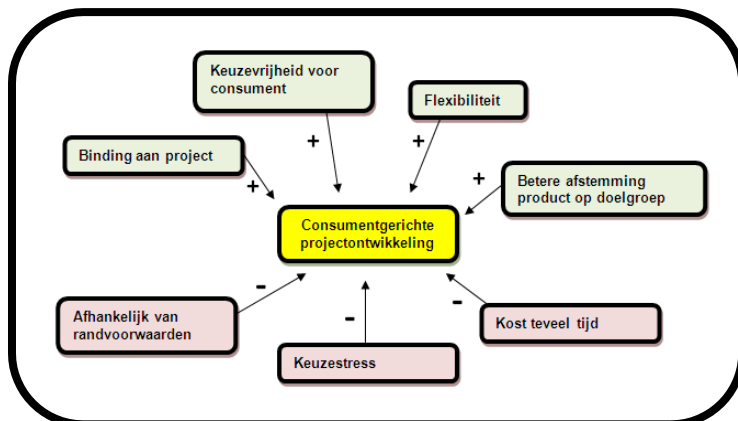 Keuzevrijheid voor
consument
Flexibiliteit
Binding aan project
+
+
+
+
Betere afstemming
product op doelgroep
Consumentgerichte
projectontwikkeling
Afhankelijk van
randvoorwaarden
-
-
-
Keuzestress
Kost teveel tijd